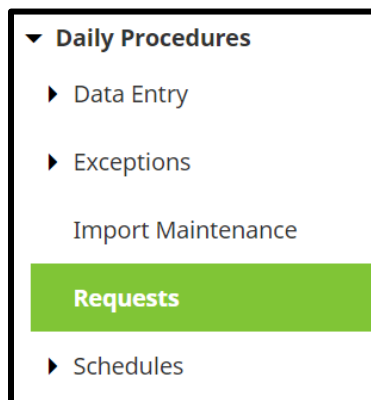 Daily Procedures
Data Entry
Exceptions
Import Maintenance
Requests
Schedules